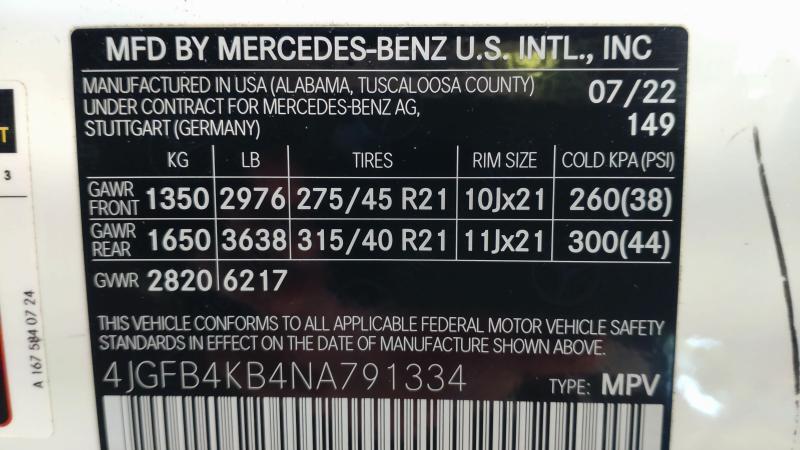 MFD BY MERCEDES-BENZ U.S. INTL., INC
MANUFACTURED IN USA (ALABAMA, TUSCALOOSA COUNTY) 07/22
UNDER CONTRACT FOR MERCEDES-BENZ AG,
STUTTGART (GERMANY) 149
KG LB TIRES RIM SIZE COLD KPA (PSI)
GAWR FRONT 1350 2976 275/45 R21 10Jx21 260(38)
GAWR REAR 1650 3638 315/40 R21 11Jx21 300(44)
GVWR 2820 6217
THIS VEHICLE CONFORMS TO ALL APPLICABLE FEDERAL MOTOR VEHICLE SAFETY
STANDARDS IN EFFECT ON THE DATE OF MANUFACTURE SHOWN ABOVE.
4JGFB4KB4NA791334 TYPE: MPV
T
3
A 167 584 07 24